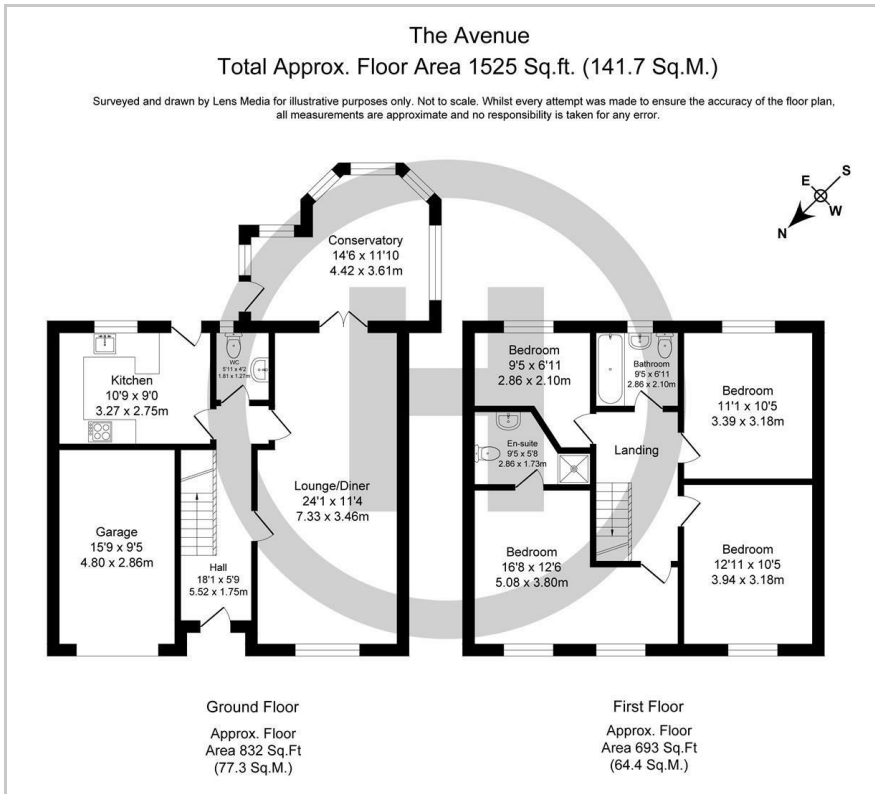 The Avenue
Total Approx. Floor Area 1525 Sq.ft. (141.7 Sq.M.)
Surveyed and drawn by Lens Media for illustrative purposes only. Not to scale. Whilst every attempt was made to ensure the accuracy of the floor plan,
all measurements are approximate and no responsibility is taken for any error.
S
E
W
N
Conservatory
14'6 x 11'10
4.42 x 3.61m
Kitchen
10'9 x 9'0
3.27 x 2.75m
WC
5'11 x 4'2
1.81 x 1.27m
Lounge/Diner
24'1 x 11'4
7.33 x 3.46m
Garage
15'9 x 9'5
4.80 x 2.86m
Hall
18'1 x 5'9
5.52 x 1.75m
Bedroom
9'5 x 6'11
2.86 x 2.10m
Bathroom
9'5 x 6'11
2.86 x 2.10m
Bedroom
11'1 x 10'5
3.39 x 3.18m
En-suite
9'5 x 5'8
2.86 x 1.73m
Landing
Bedroom
16'8 x 12'6
5.08 x 3.80m
Bedroom
12'11 x 10'5
3.94 x 3.18m
Ground Floor
Approx. Floor
Area 832 Sq.Ft
(77.3 Sq.M.)
First Floor
Approx. Floor
Area 693 Sq.Ft
(64.4 Sq.M.)
H